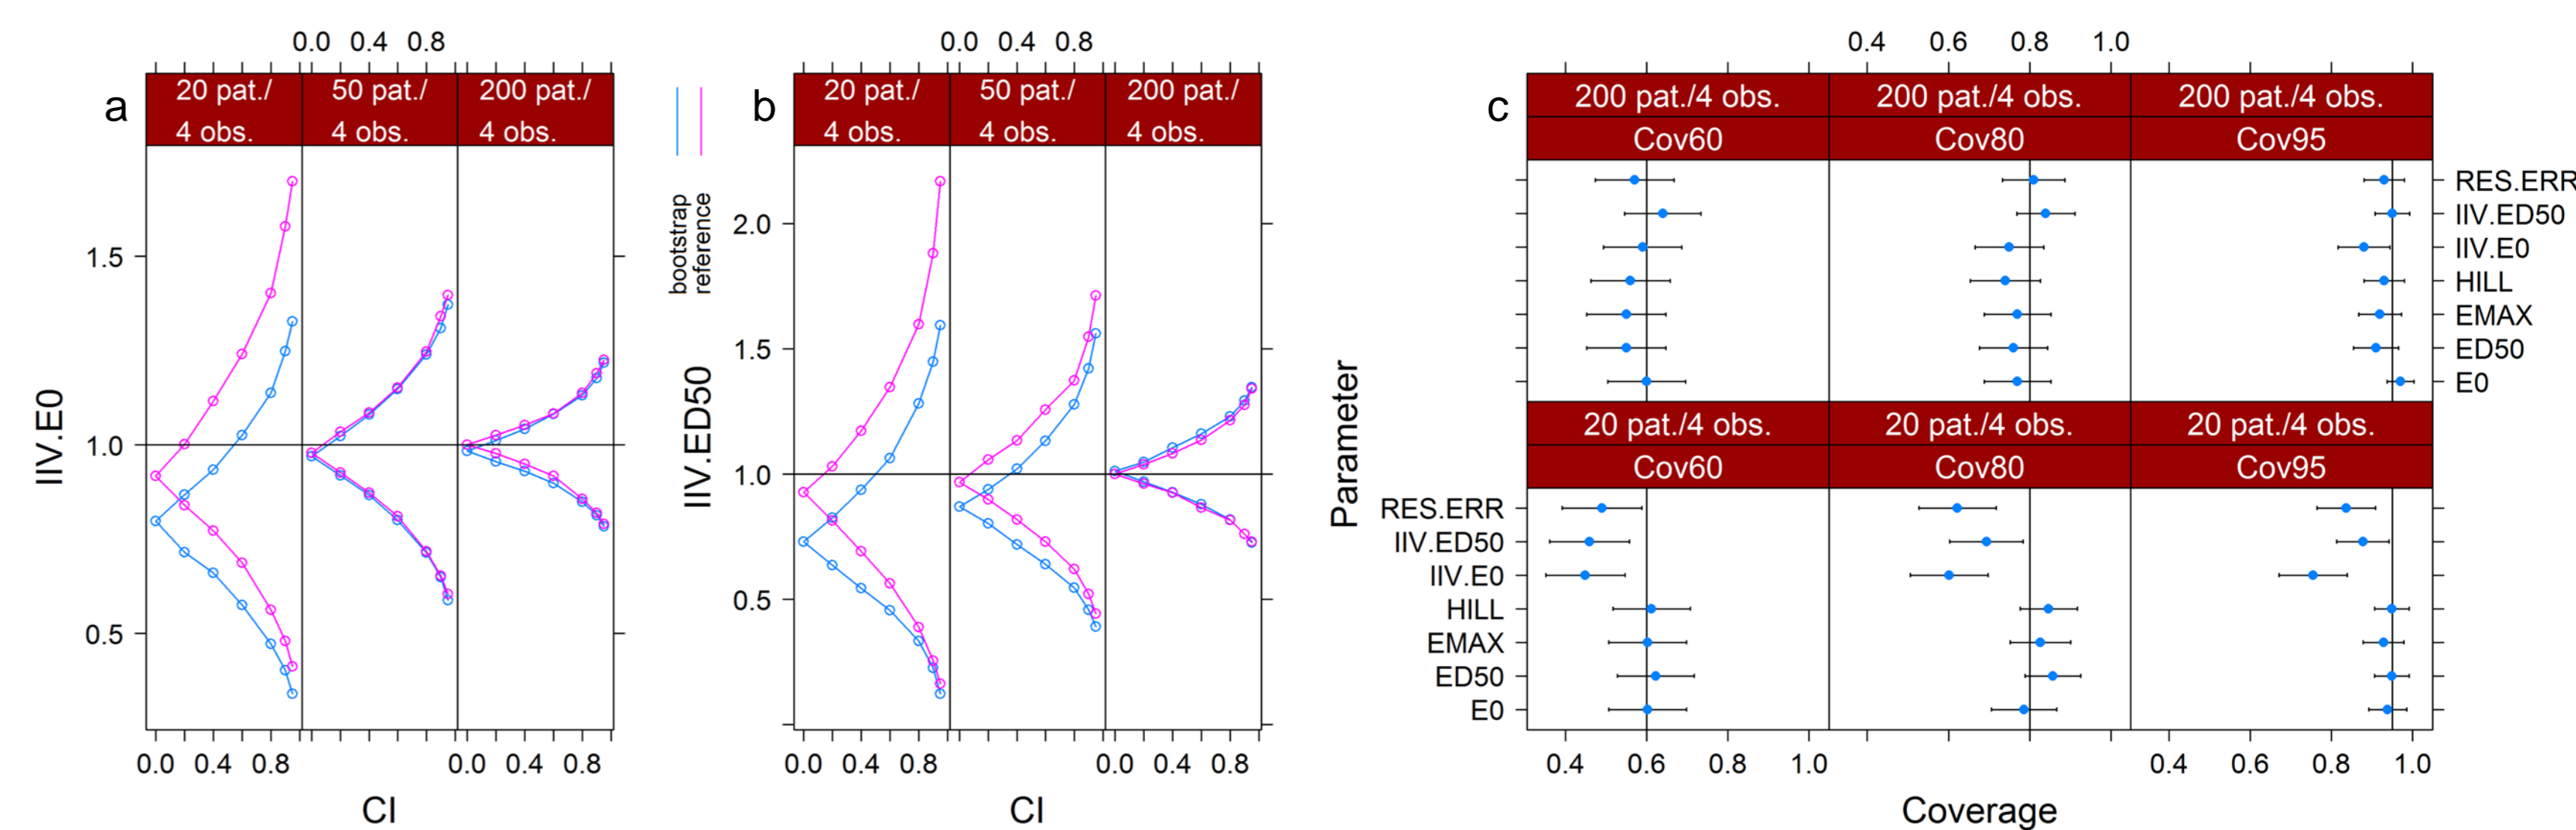 a
0.0 0.4 0.8
20 pat./ 50 pat./ 200 pat./
4 obs. 4 obs. 4 obs.
1.5
1.0
0.5
IIV.E0
0.0 0.4 0.8 0.0 0.4 0.8
CI
bootstrap
reference
b
0.0 0.4 0.8
20 pat./ 50 pat./ 200 pat./
4 obs. 4 obs. 4 obs.
2.0
1.5
1.0
0.5
IIV.ED50
0.0 0.4 0.8 0.0 0.4 0.8
CI
c
0.4 0.6 0.8 1.0
200 pat./4 obs. 200 pat./4 obs. 200 pat./4 obs.
Cov60 Cov80 Cov95
RES.ERR
IIV.ED50
IIV.E0
HILL
EMAX
ED50
E0
20 pat./4 obs. 20 pat./4 obs. 20 pat./4 obs.
Cov60 Cov80 Cov95
Parameter
RES.ERR
IIV.ED50
IIV.E0
HILL
EMAX
ED50
E0
0.4 0.6 0.8 1.0 0.4 0.6 0.8 1.0
Coverage